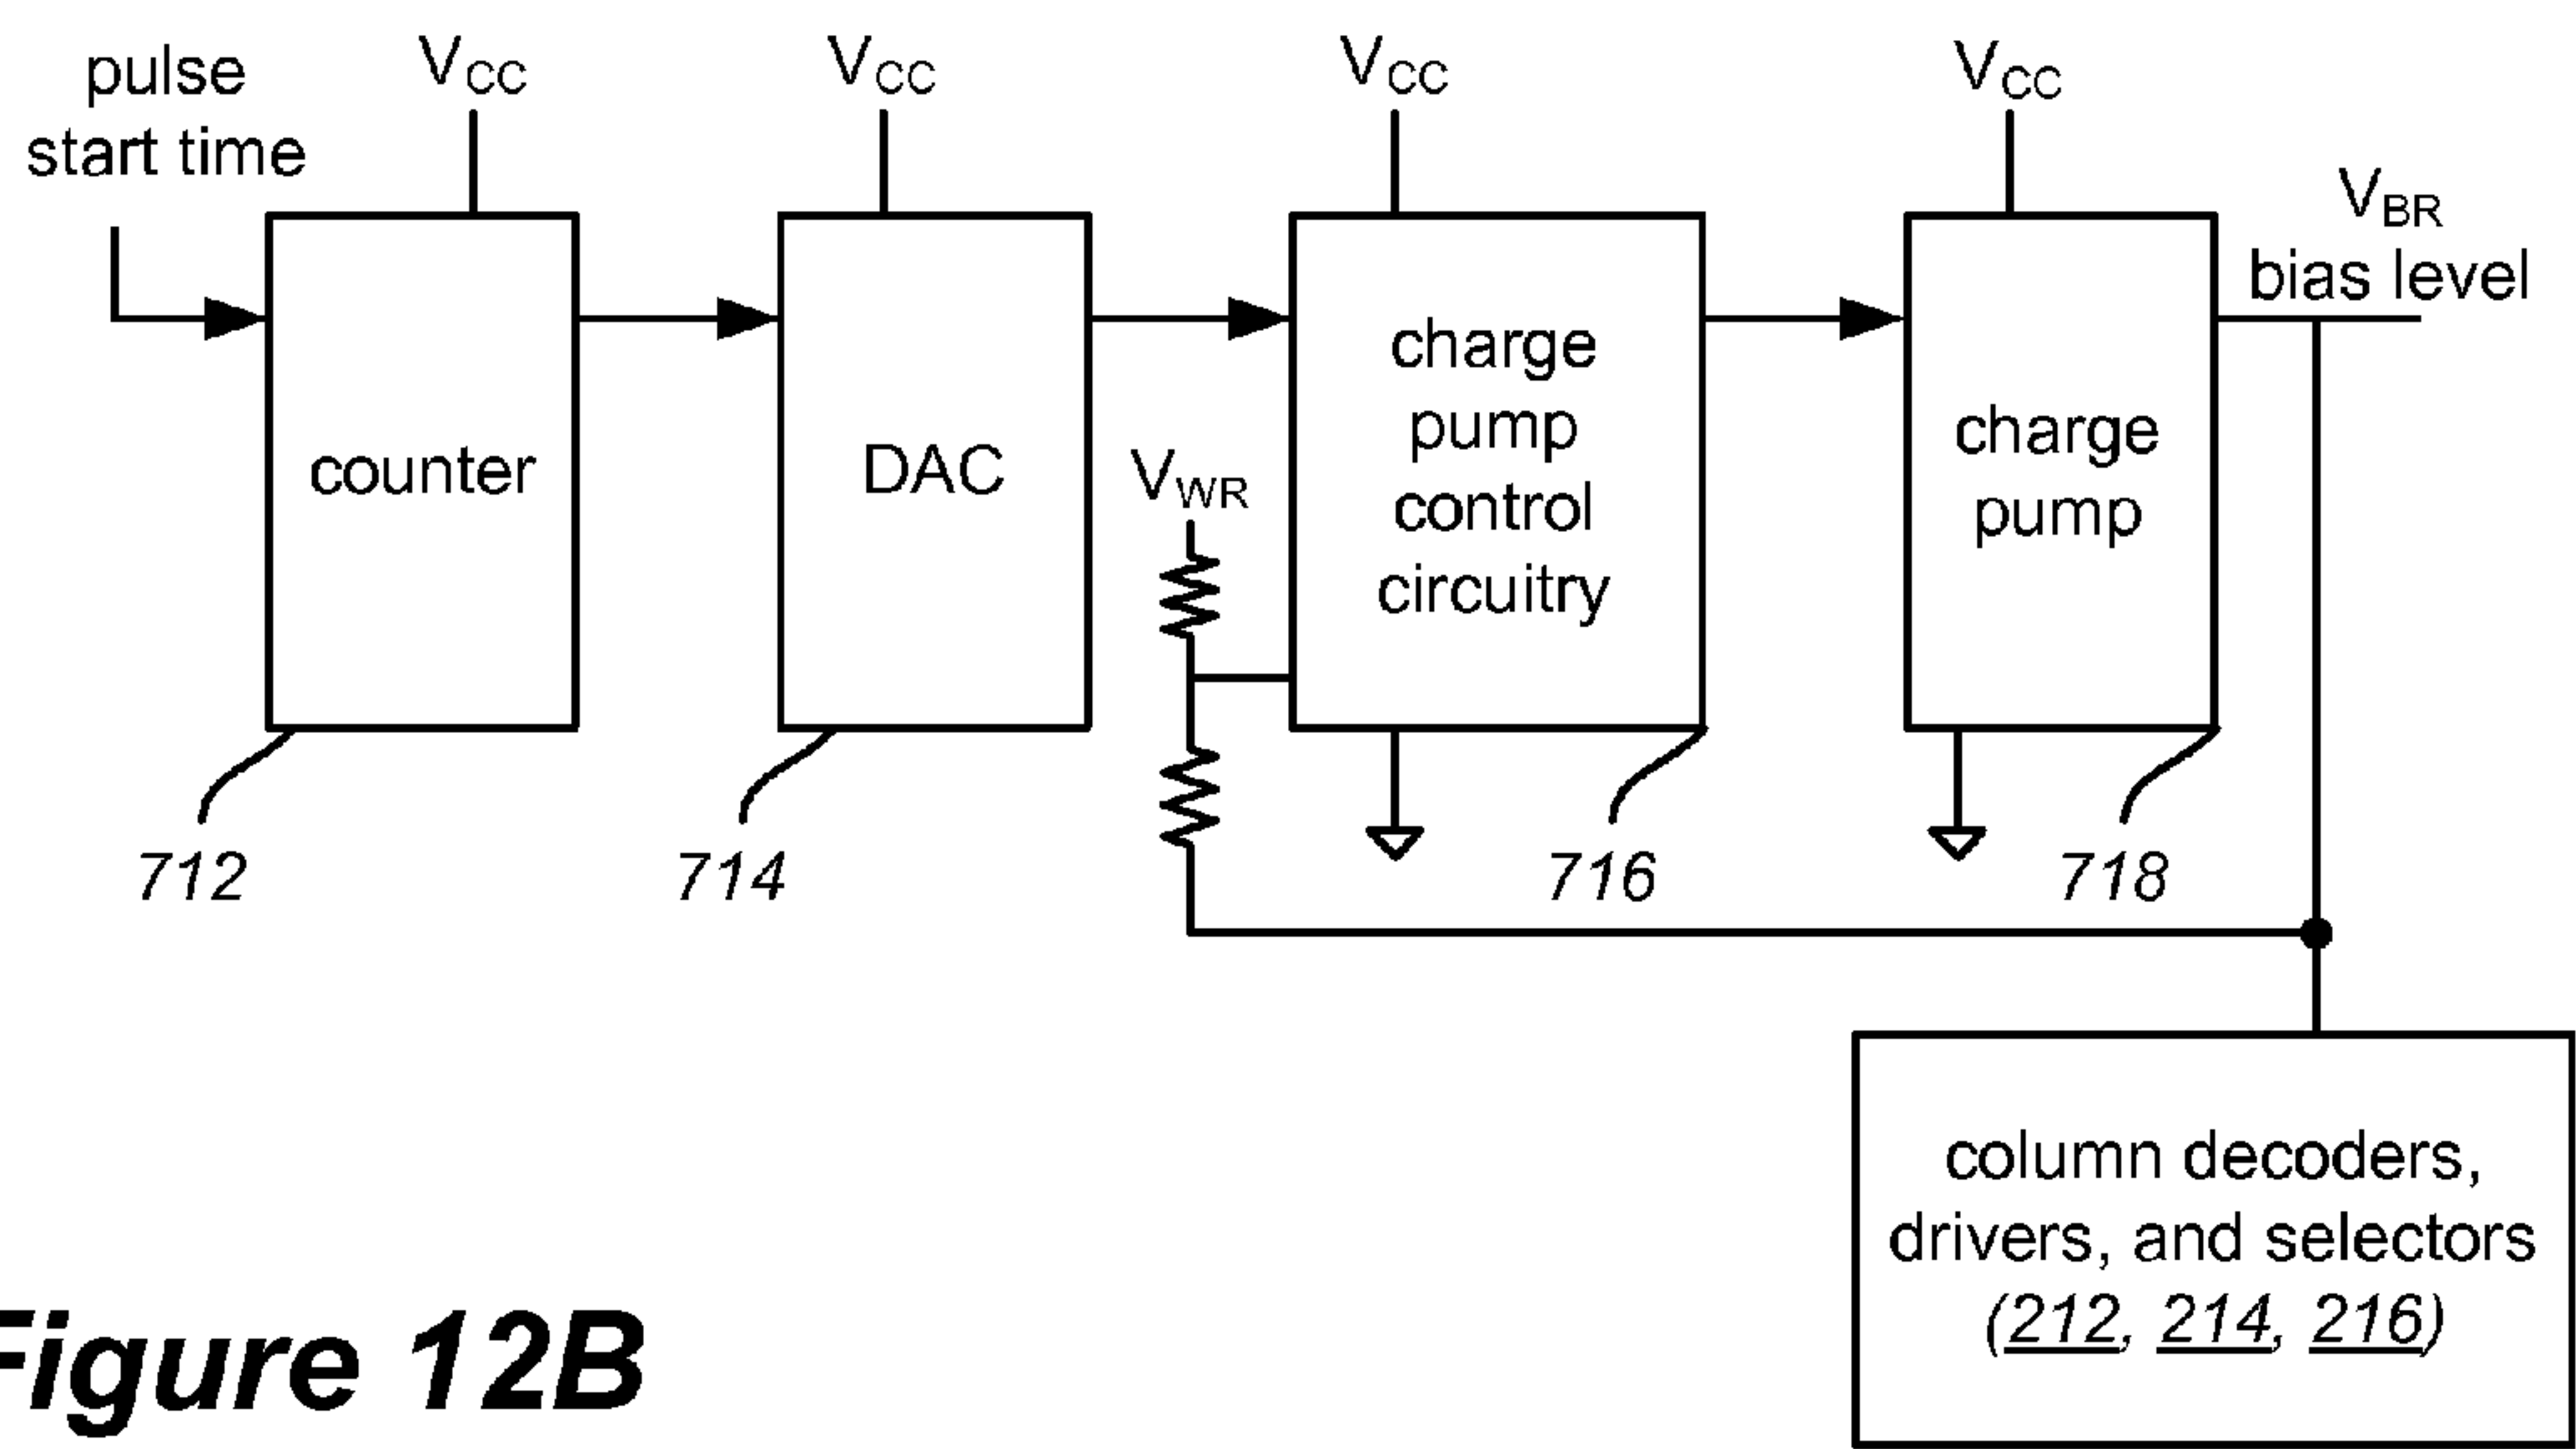 pulse
start time
VCC
VCC
VCC
VCC
VBR
bias level
counter
DAC
VWR
charge
pump
control
circuitry
charge
pump
712
714
716
718
column decoders,
drivers, and selectors
(212, 214, 216)
Figure 12B